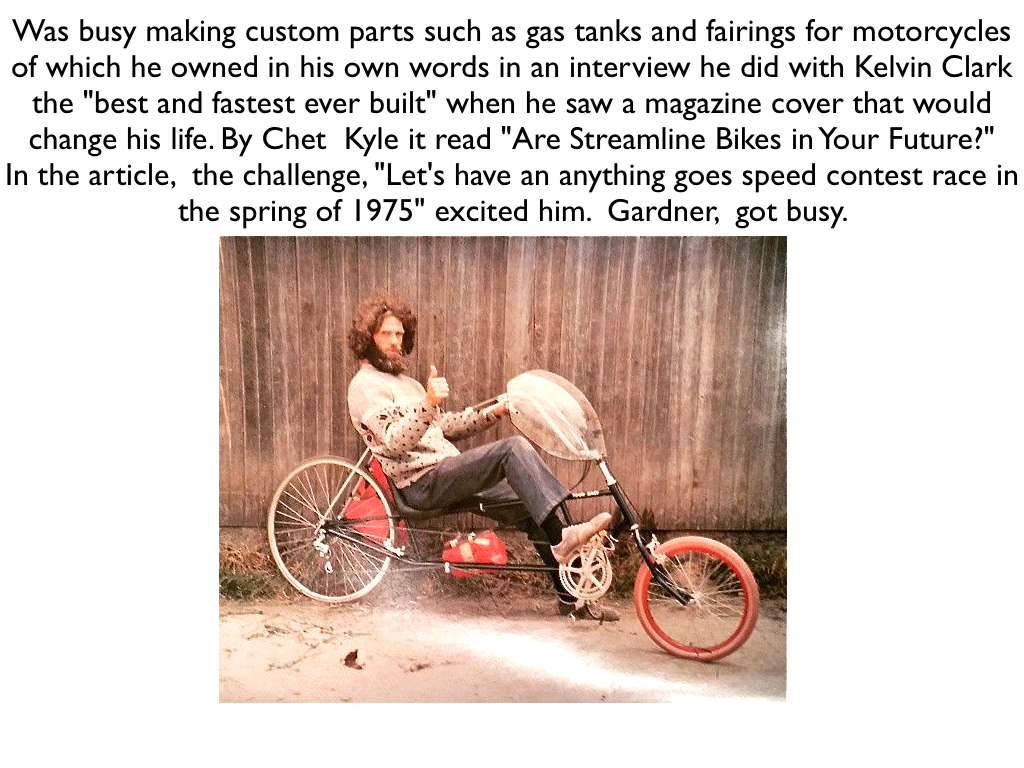 Was busy making custom parts such as gas tanks and fairings for motorcycles
of which he owned in his own words in an interview he did with Kelvin Clark
the "best and fastest ever built" when he saw a magazine cover that would
change his life. By Chet  Kyle it read "Are Streamline Bikes in Your Future?"
In the article,  the challenge, "Let's have an anything goes speed contest race in
the spring of 1975" excited him.  Gardner,  got busy.